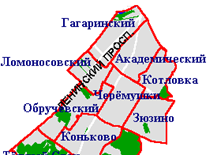 Гагаринский
ЛЕНИНСКИЙ ПРОСП.
Академический
Ломоносовский
Котловка
Черёмушки
Обручевский
Зюзино
Коньково